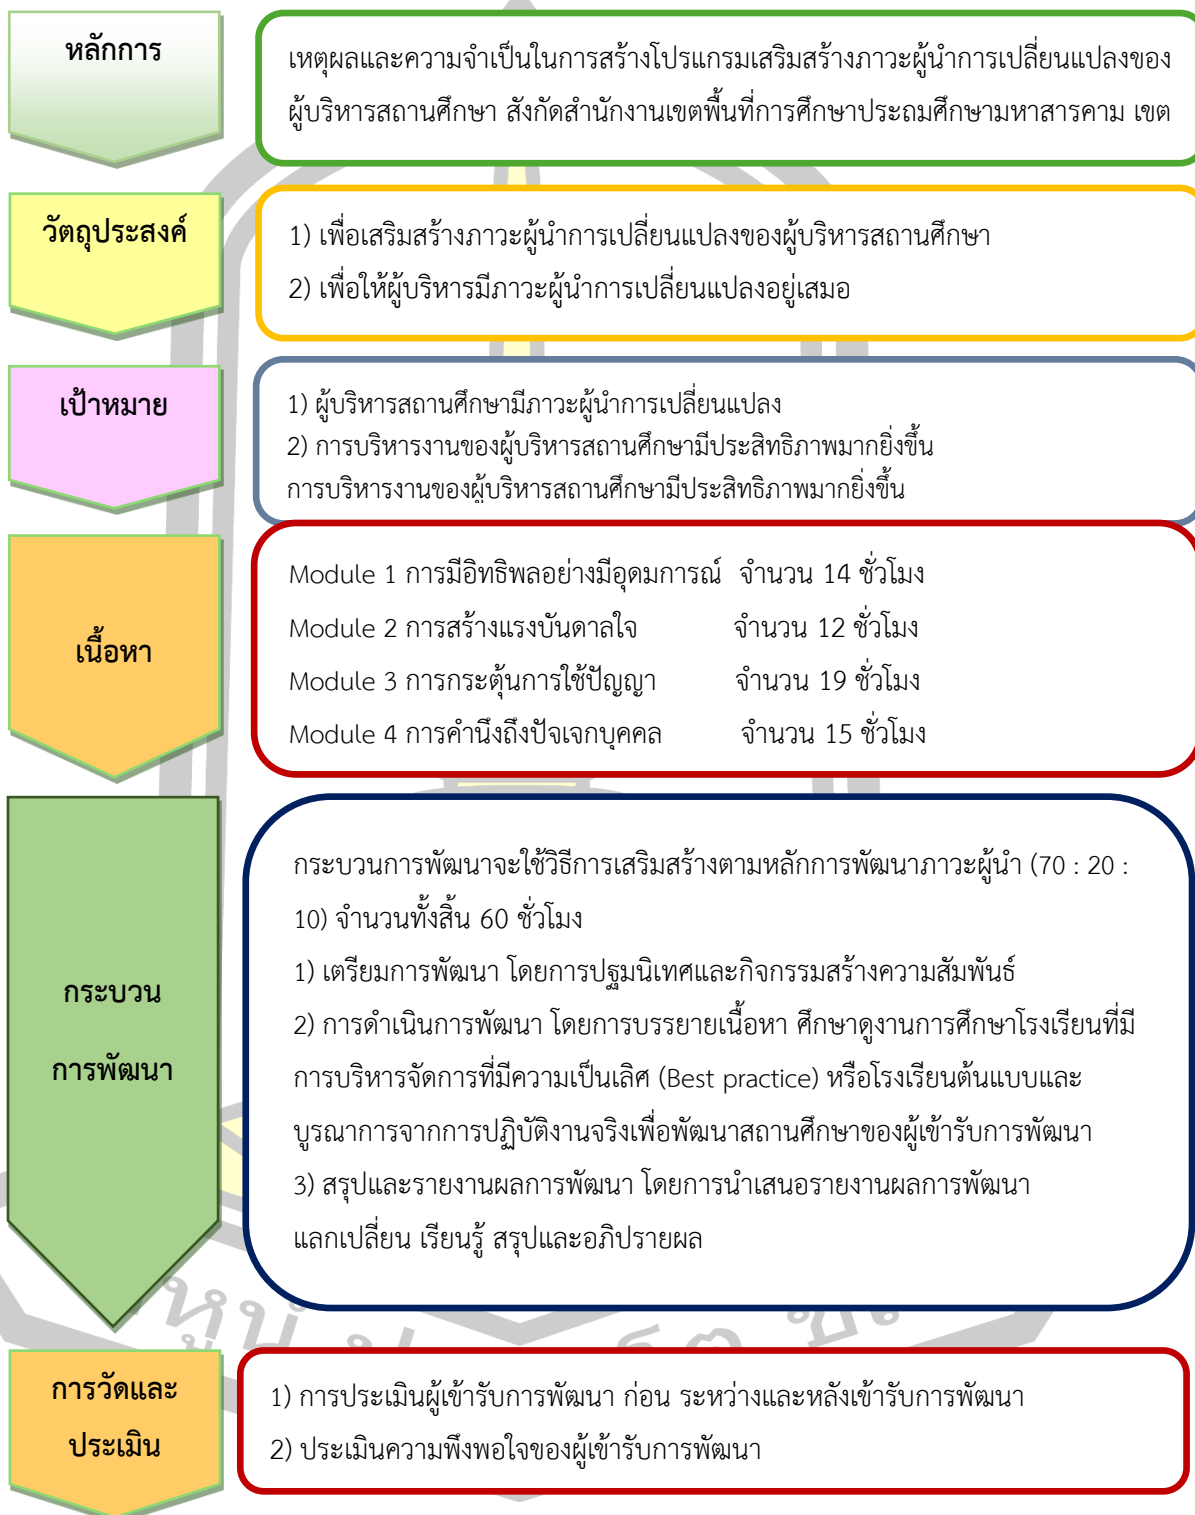 หลักการ
เหตุผลและความจำเป็นในการสร้างโปรแกรมเสริมสร้างภาวะผู้นำการเปลี่ยนแปลงของ
ผู้บริหารสถานศึกษา สังกัดสำนักงานเขตพื้นที่การศึกษาประถมศึกษามหาสารคาม เขต
วัตถุประสงค์
1) เพื่อเสริมสร้างภาวะผู้นำการเปลี่ยนแปลงของผู้บริหารสถานศึกษา
2) เพื่อให้ผู้บริหารมีภาวะผู้นำการเปลี่ยนแปลงอยู่เสมอ
เป้าหมาย
1) ผู้บริหารสถานศึกษามีภาวะผู้นำการเปลี่ยนแปลง
2) การบริหารงานของผู้บริหารสถานศึกษามีประสิทธิภาพมากยิ่งขึ้น
การบริหารงานของผู้บริหารสถานศึกษามีประสิทธิภาพมากยิ่งขึ้น
เนื้อหา
Module 1 การมีอิทธิพลอย่างมีอุดมการณ์ จำนวน 14 ชั่วโมง
Module 2 การสร้างแรงบันดาลใจ จำนวน 12 ชั่วโมง
Module 3 การกระตุ้นการใช้ปัญญา จำนวน 19 ชั่วโมง
Module 4 การคำนึงถึงปัจเจกบุคคล จำนวน 15 ชั่วโมง
กระบวน
การพัฒนา
กระบวนการพัฒนาจะใช้วิธีการเสริมสร้างตามหลักการพัฒนาภาวะผู้นำ (70 : 20 :
10) จำนวนทั้งสิ้น 60 ชั่วโมง
1) เตรียมการพัฒนา โดยการปฐมนิเทศและกิจกรรมสร้างความสัมพันธ์
2) การดำเนินการพัฒนา โดยการบรรยายเนื้อหา ศึกษาดูงานการศึกษาโรงเรียนที่มี
การบริหารจัดการที่มีความเป็นเลิศ (Best practice) หรือโรงเรียนต้นแบบและ
บูรณาการจากการปฏิบัติงานจริงเพื่อพัฒนาสถานศึกษาของผู้เข้ารับการพัฒนา
3) สรุปและรายงานผลการพัฒนา โดยการนำเสนอรายงานผลการพัฒนา
แลกเปลี่ยน เรียนรู้ สรุปและอภิปรายผล
การวัดและ
ประเมิน
1) การประเมินผู้เข้ารับการพัฒนา ก่อน ระหว่างและหลังเข้ารับการพัฒนา
2) ประเมินความพึงพอใจของผู้เข้ารับการพัฒนา